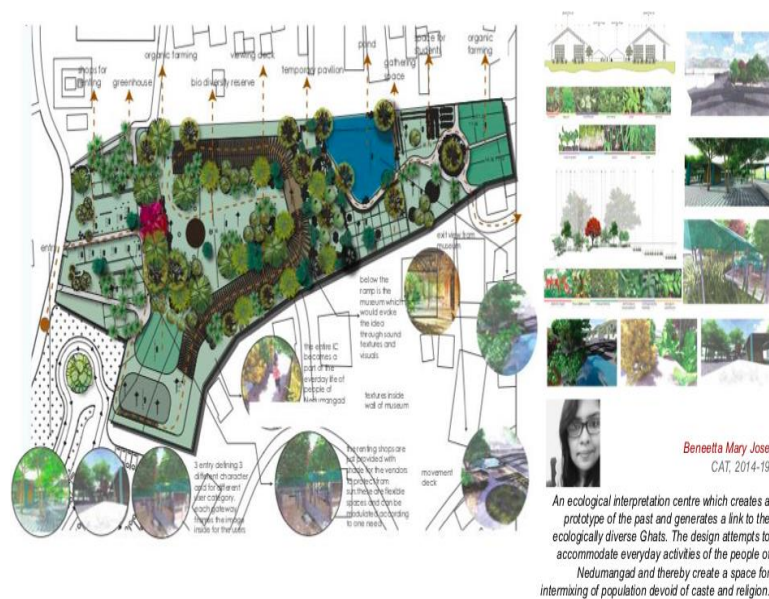 organic farming
viewing deck
pond
space for
students
organic
farming
shops for
renting
greenhouse
bio diversity reserve
temporary pavilion
gathering
space
entry
exit view from
museum
below the
ramp is the
museum which
would evoke
the idea
through sound
textures and
visuals
the entire IC
becomes a
part of the
everyday life of
people of
Nedumangad
textures inside
wall of museum
3 entry defining 3
different character
and for different
user category.
each gateway
frames the image
inside for the users
the renting shops are
just provided with
shade for the vendors
to protect from
sun.these are flexible
spaces and can be
modulated according
to one need.
movement
deck
Beneetta Mary Jose
CAT, 2014-19
An ecological interpretation centre which creates a
prototype of the past and generates a link to the
ecologically diverse Ghats. The design attempts to
accommodate everyday activities of the people of
Nedumangad and thereby create a space for
intermixing of population devoid of caste and religion.